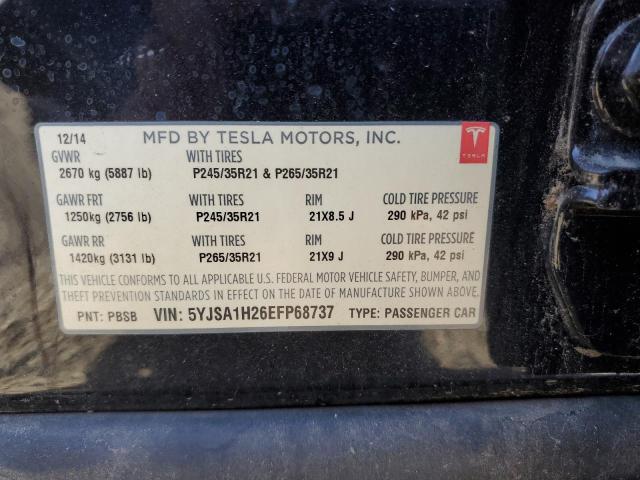 12/14 MFD BY TESLA MOTORS, INC.
TESLA
GVWR WITH TIRES
2670 kg (5887 lb) P245/35R21 & P265/35R21
GAWR FRT WITH TIRES RIM COLD TIRE PRESSURE
1250kg (2756 lb) P245/35R21 21X8.5 J 290 kPa, 42 psi
GAWR RR WITH TIRES RIM COLD TIRE PRESSURE
1420kg (3131 lb) P265/35R21 21X9 J 290 kPa, 42 psi
THIS VEHICLE CONFORMS TO ALL APPLICABLE U.S. FEDERAL MOTOR VEHICLE SAFETY, BUMPER, AND
THEFT PREVENTION STANDARDS IN EFFECT ON THE DATE OF MANUFACTURE SHOWN ABOVE.
PNT: PBSB VIN: 5YJSA1H26EFP68737 TYPE: PASSENGER CAR